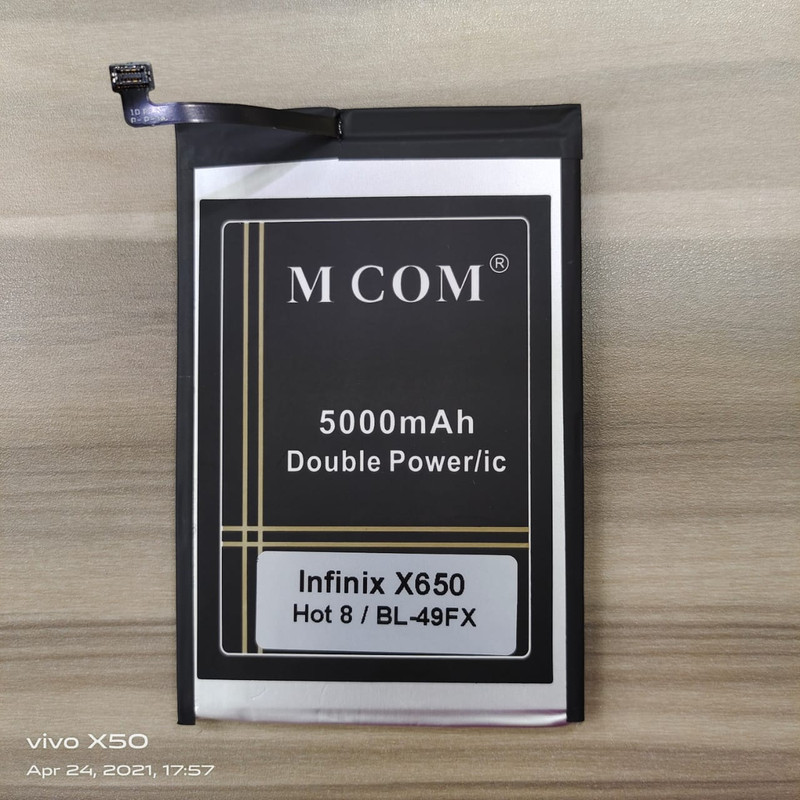 M COM®
5000mAh
Double Power/ic
Infinix X650
Hot 8 / BL-49FX
vivo X50
Apr 24, 2021, 17:57